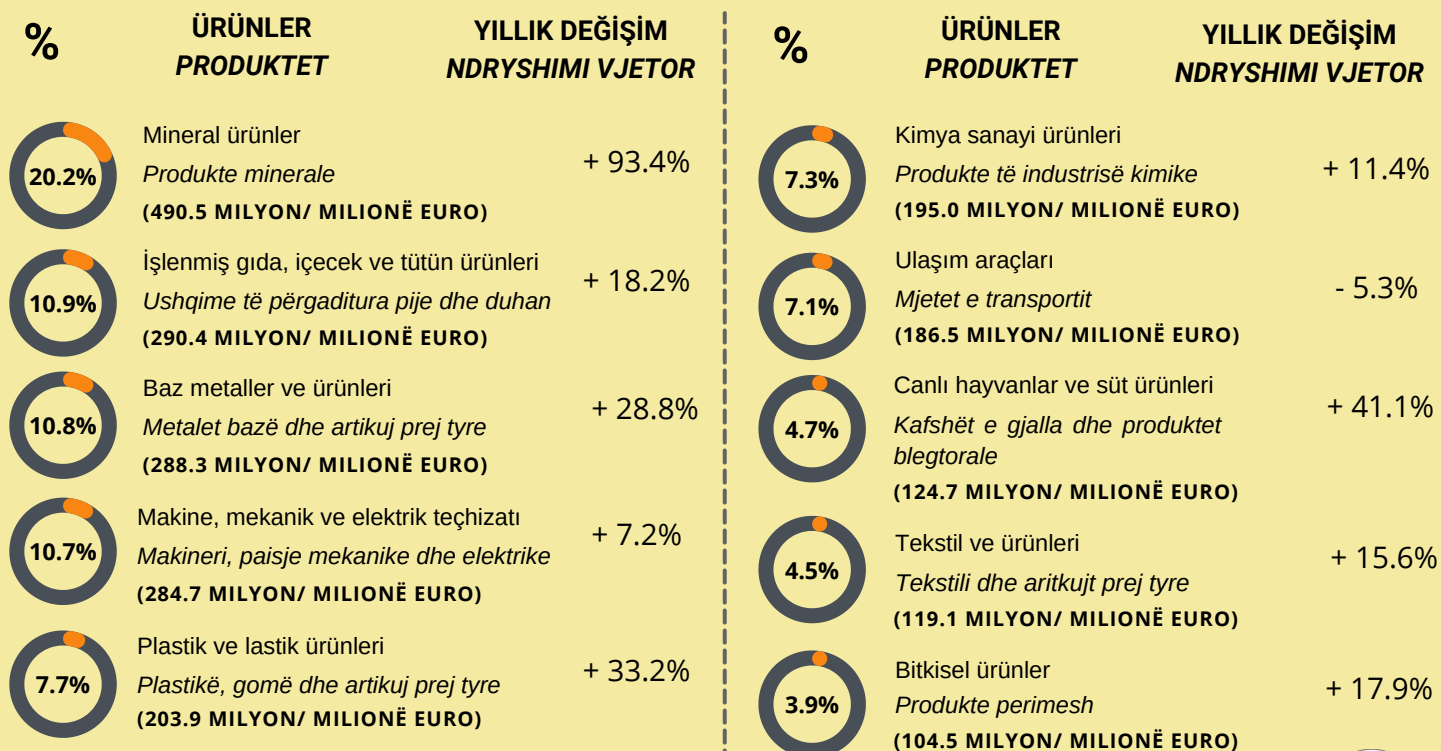 %
ÜRÜNLER
PRODUKTET
YILLIK DEĞİŞİM
NDRYSHIMI VJETOR
20.2%
Mineral ürünler
Produkte minerale
(490.5 MILYON/ MILIONË EURO)
+ 93.4%
10.9%
İşlenmiş gıda, içecek ve tütün ürünleri
Ushqime të përgaditura pije dhe duhan
(290.4 MILYON/ MILIONË EURO)
+ 18.2%
10.8%
Baz metaller ve ürünleri
Metalet bazë dhe artikuj prej tyre
(288.3 MILYON/ MILIONË EURO)
+ 28.8%
10.7%
Makine, mekanik ve elektrik teçhizatı
Makineri, paisje mekanike dhe elektrike
(284.7 MILYON/ MILIONË EURO)
+ 7.2%
7.7%
Plastik ve lastik ürünleri
Plastikë, gomë dhe artikuj prej tyre
(203.9 MILYON/ MILIONË EURO)
+ 33.2%
%
ÜRÜNLER
PRODUKTET
YILLIK DEĞİŞİM
NDRYSHIMI VJETOR
7.3%
Kimya sanayi ürünleri
Produkte të industrisë kimike
(195.0 MILYON/ MILIONË EURO)
+ 11.4%
7.1%
Ulaşım araçları
Mjetet e transportit
(186.5 MILYON/ MILIONË EURO)
- 5.3%
4.7%
Canlı hayvanlar ve süt ürünleri
Kafshët e gjalla dhe produktet
blegtorale
(124.7 MILYON/ MILIONË EURO)
+ 41.1%
4.5%
Tekstil ve ürünleri
Tekstili dhe aritkujt prej tyre
(119.1 MILYON/ MILIONË EURO)
+ 15.6%
3.9%
Bitkisel ürünler
Produkte perimesh
(104.5 MILYON/ MILIONË EURO)
+ 17.9%